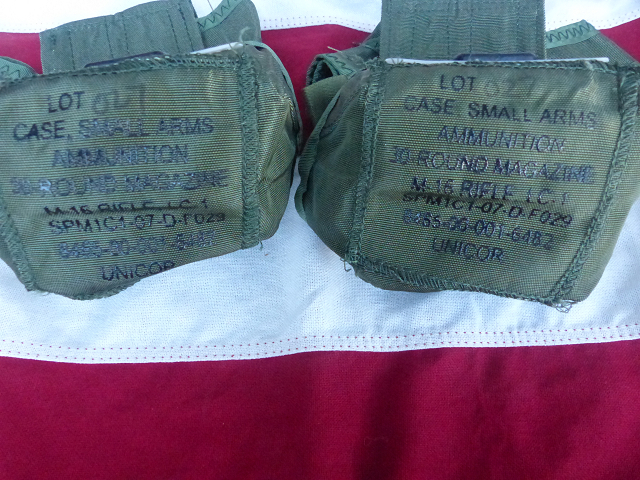 LOT
CASE, SMALL ARMS
AMMUNITION
30-ROUND MAGAZINE
M-16 RIFLE, LC-1
SPM1C1-07-D-F029
UNICOR
LOT
CASE, SMALL ARMS
AMMUNITION
30-ROUND MAGAZINE
M-16 RIFLE, LC-1
SPM1C1-07-D-F029
8465-00-001-6482
UNICOR